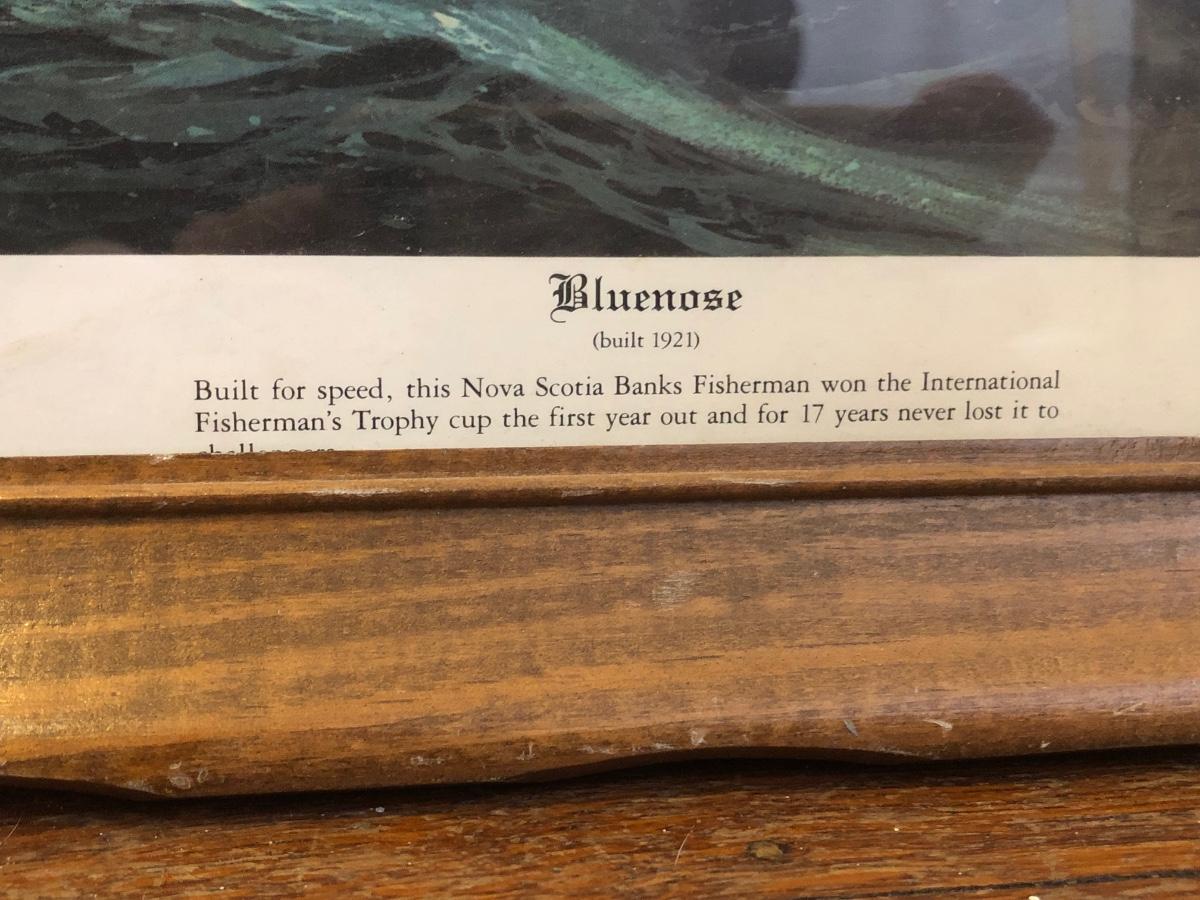 Bluenose
(built 1921)
Built for speed, this Nova Scotia Banks Fisherman won the International
Fisherman's Trophy cup the first year out and for 17 years never lost it to
challengers.